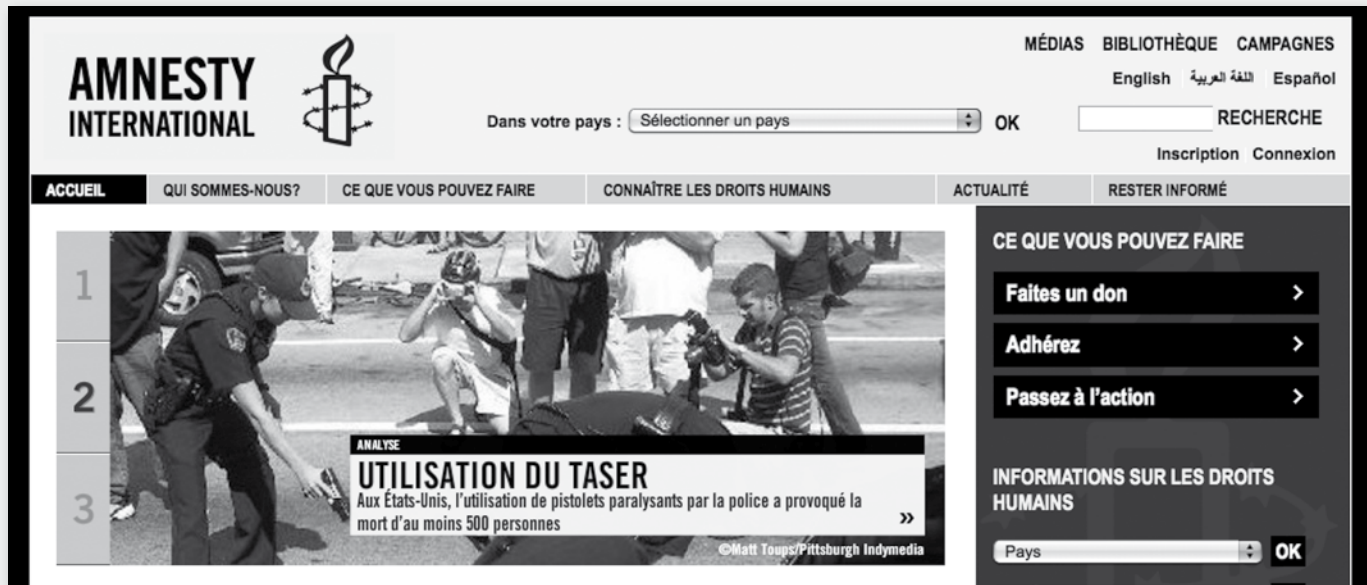 AMNESTY
INTERNATIONAL
MÉDIAS BIBLIOTHÈQUE CAMPAGNES
English اللغة العربية Español
Dans votre pays : Sélectionner un pays OK
RECHERCHE
Inscription Connexion
ACCUEIL QUI SOMMES-NOUS? CE QUE VOUS POUVEZ FAIRE CONNAÎTRE LES DROITS HUMAINS ACTUALITÉ RESTER INFORMÉ
1
2
3
ANALYSE
UTILISATION DU TASER
Aux États-Unis, l'utilisation de pistolets paralysants par la police a provoqué la
mort d'au moins 500 personnes
»
©Matt Toups/Pittsburgh Indymedia
CE QUE VOUS POUVEZ FAIRE
Faites un don >
Adhérez >
Passez à l'action >
INFORMATIONS SUR LES DROITS
HUMAINS
Pays OK